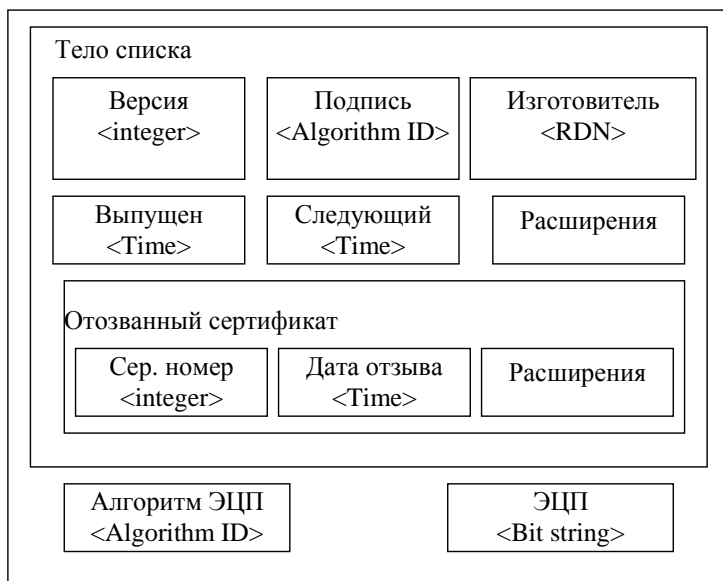 Тело списка
Версия
<integer>
Подпись
<Algorithm ID>
Изготовитель
<RDN>
Выпущен
<Time>
Следующий
<Time>
Расширения
Отозванный сертификат
Сер. номер
<integer>
Дата отзыва
<Time>
Расширения
Алгоритм ЭЦП
<Algorithm ID>
ЭЦП
<Bit string>